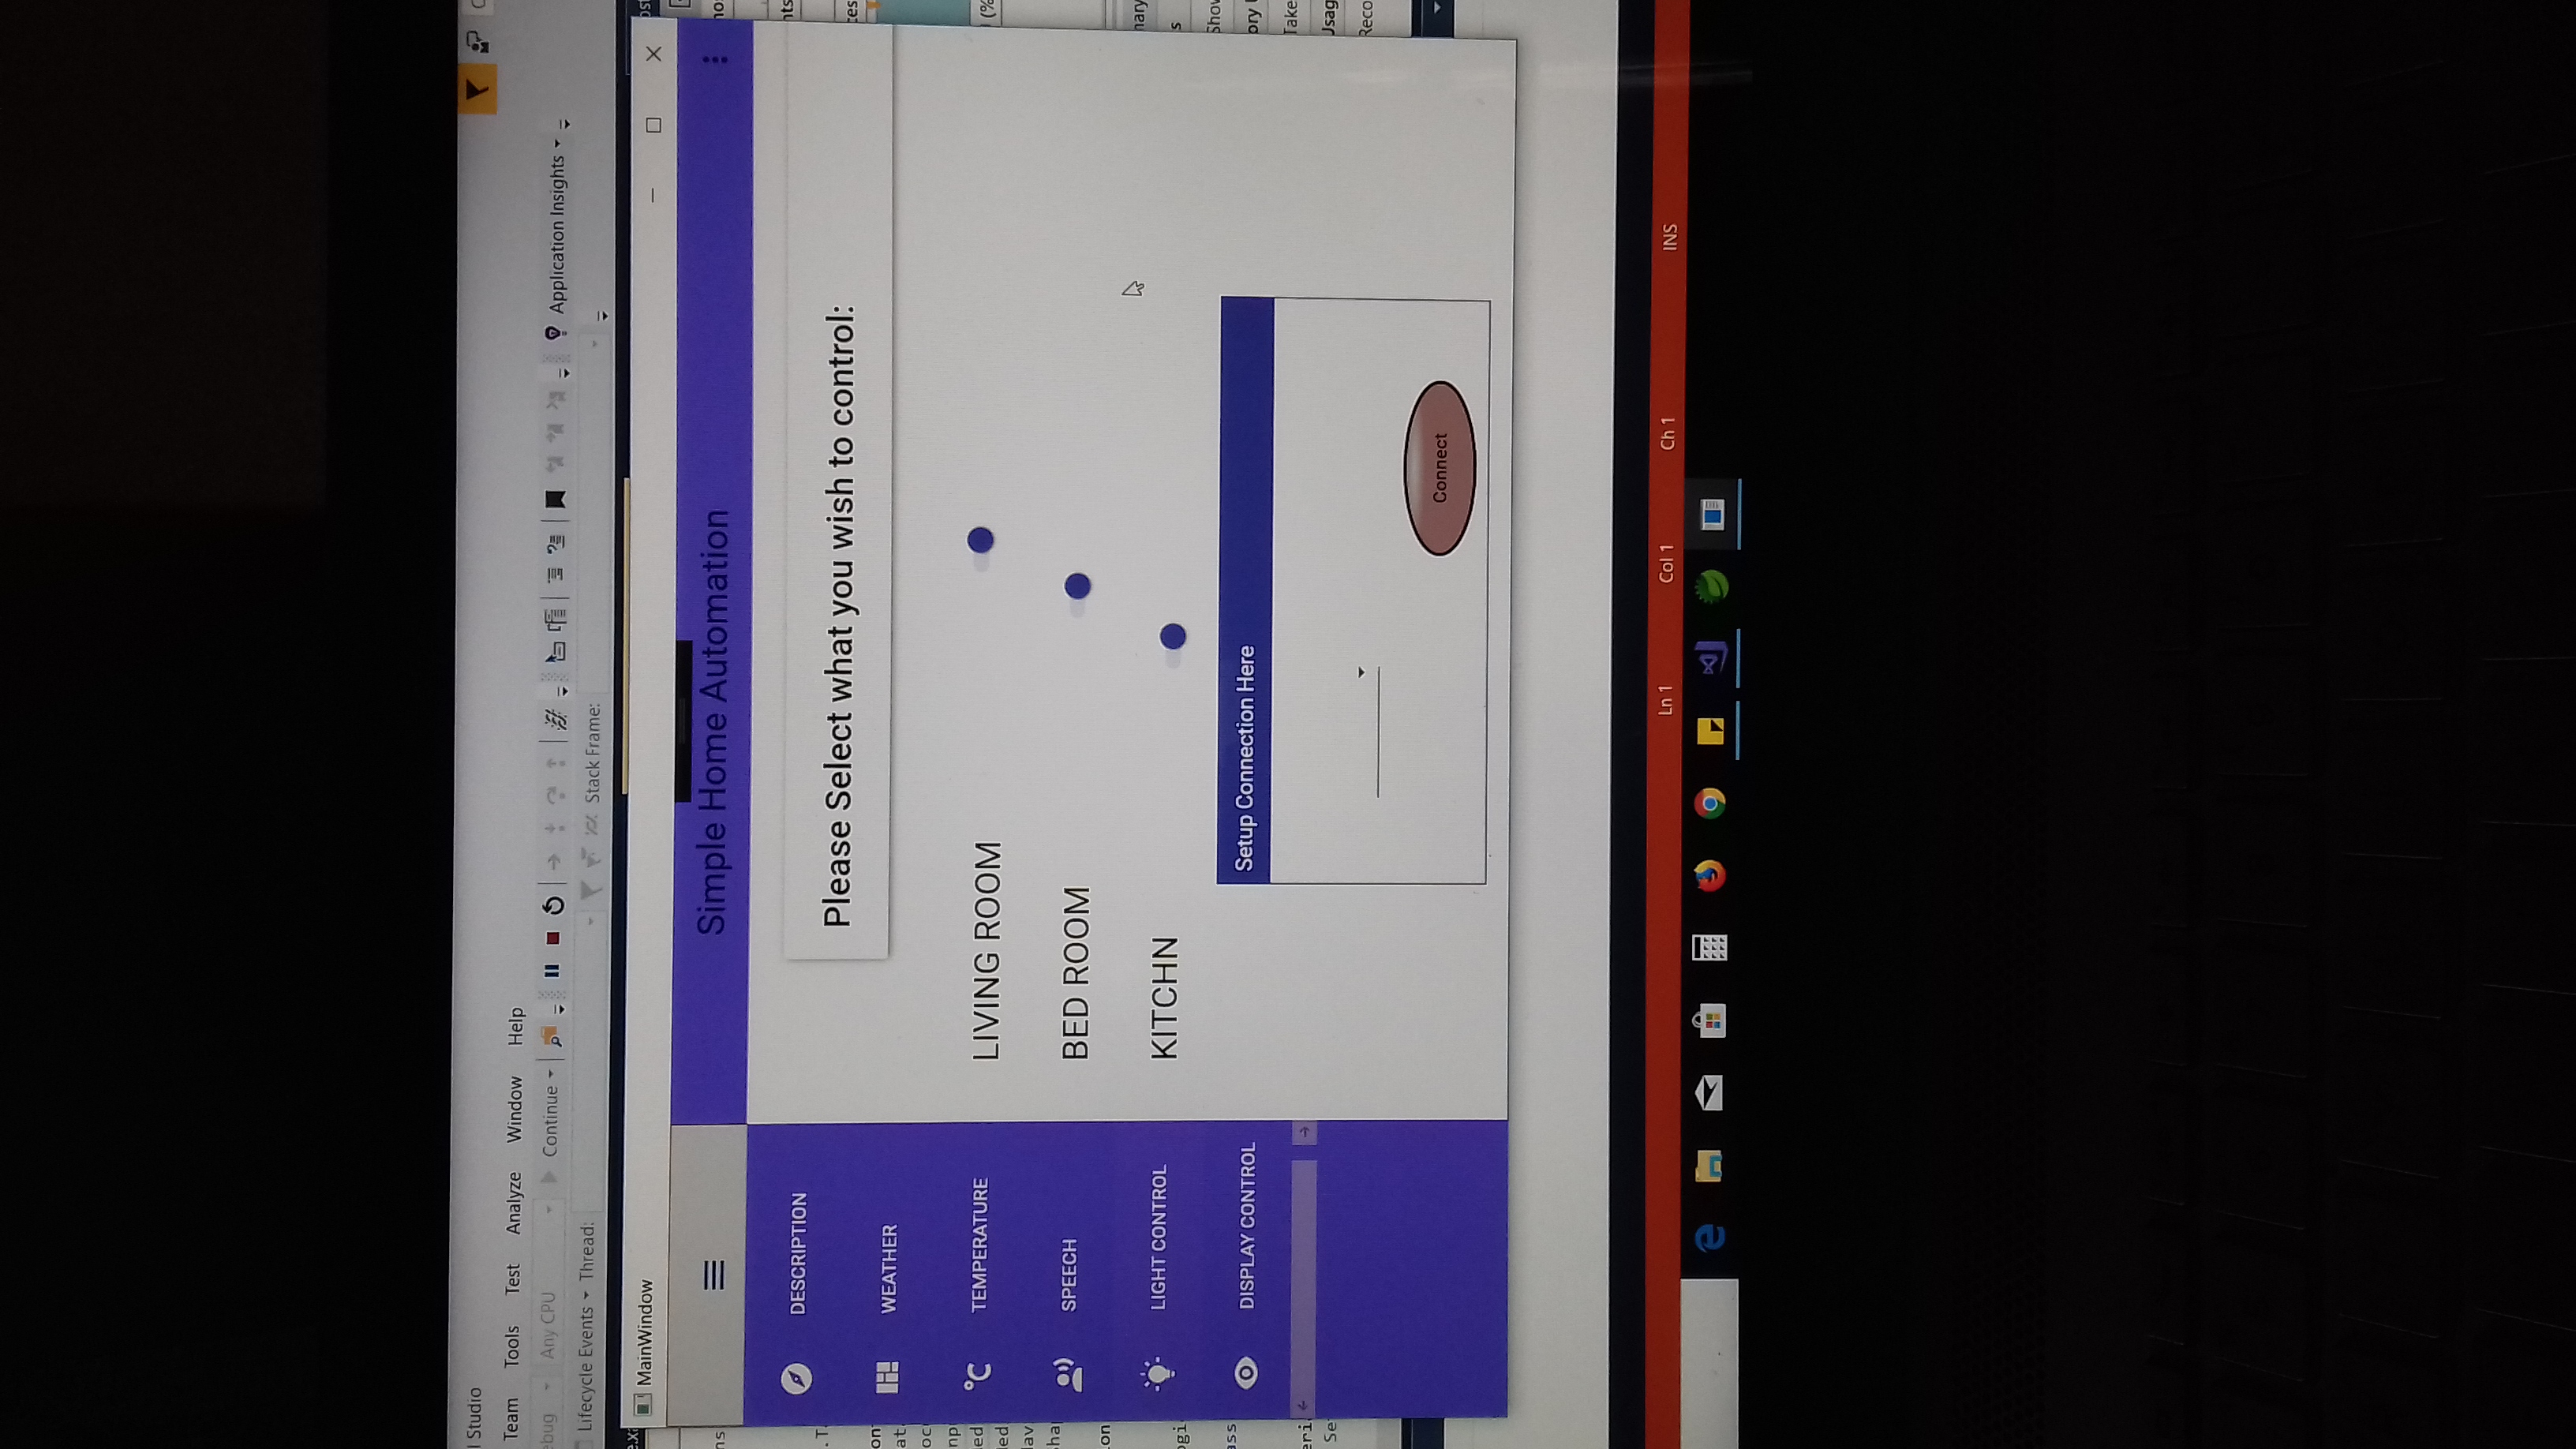 l Studio
Team Tools Test Analyze Window Help
ebug Any CPU Continue Application Insights
Lifecycle Events Thread: Stack Frame:
MainWindow
Simple Home Automation
DESCRIPTION
WEATHER
°C TEMPERATURE
SPEECH
LIGHT CONTROL
DISPLAY CONTROL
Please Select what you wish to control:
LIVING ROOM
BED ROOM
KITCHN
Setup Connection Here
Connect
Ln 1 Col 1 Ch 1 INS